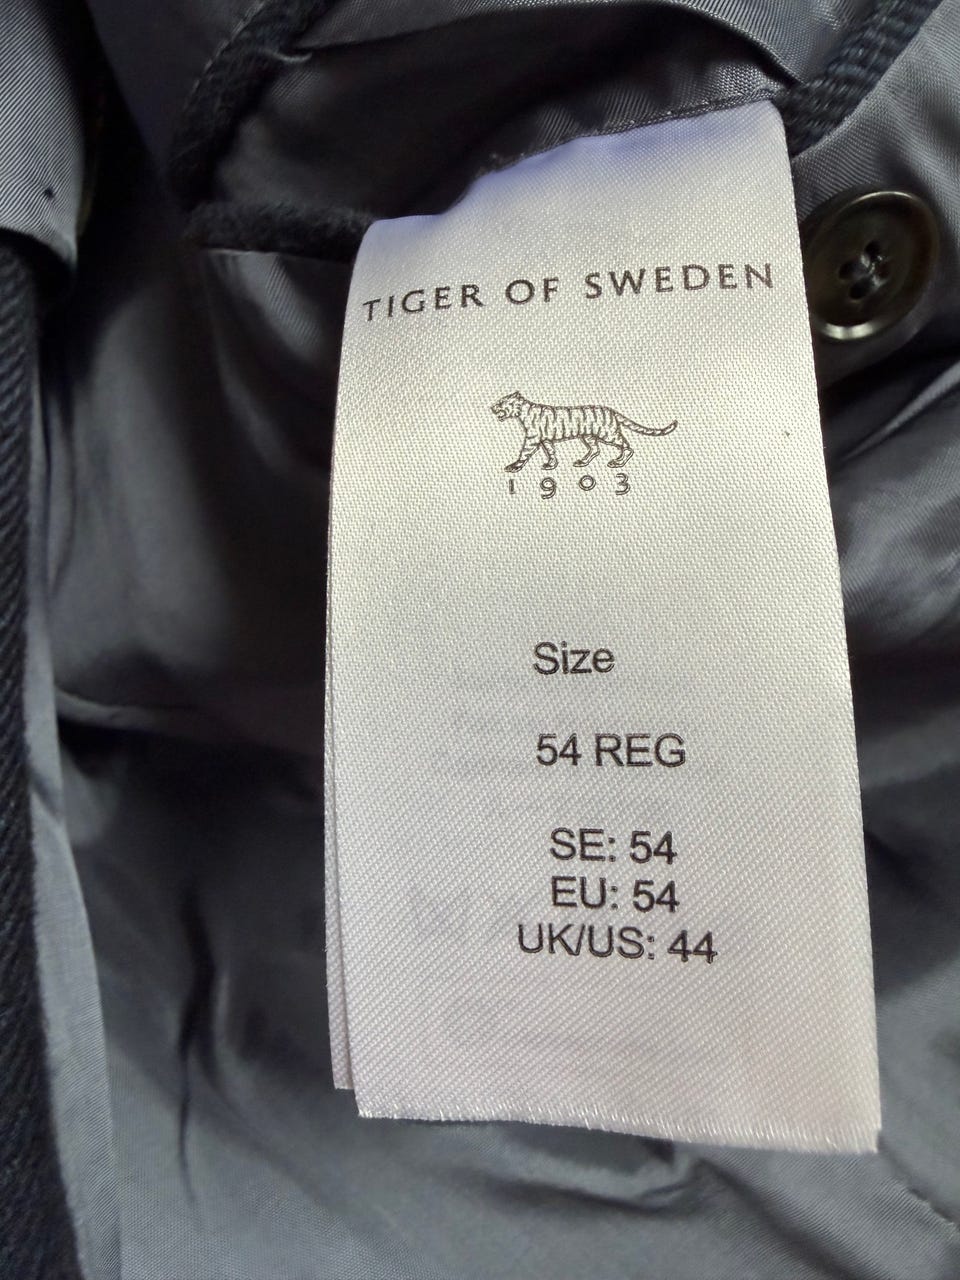 TIGER OF SWEDEN
1903
Size
54 REG
SE: 54
EU: 54
UK/US: 44